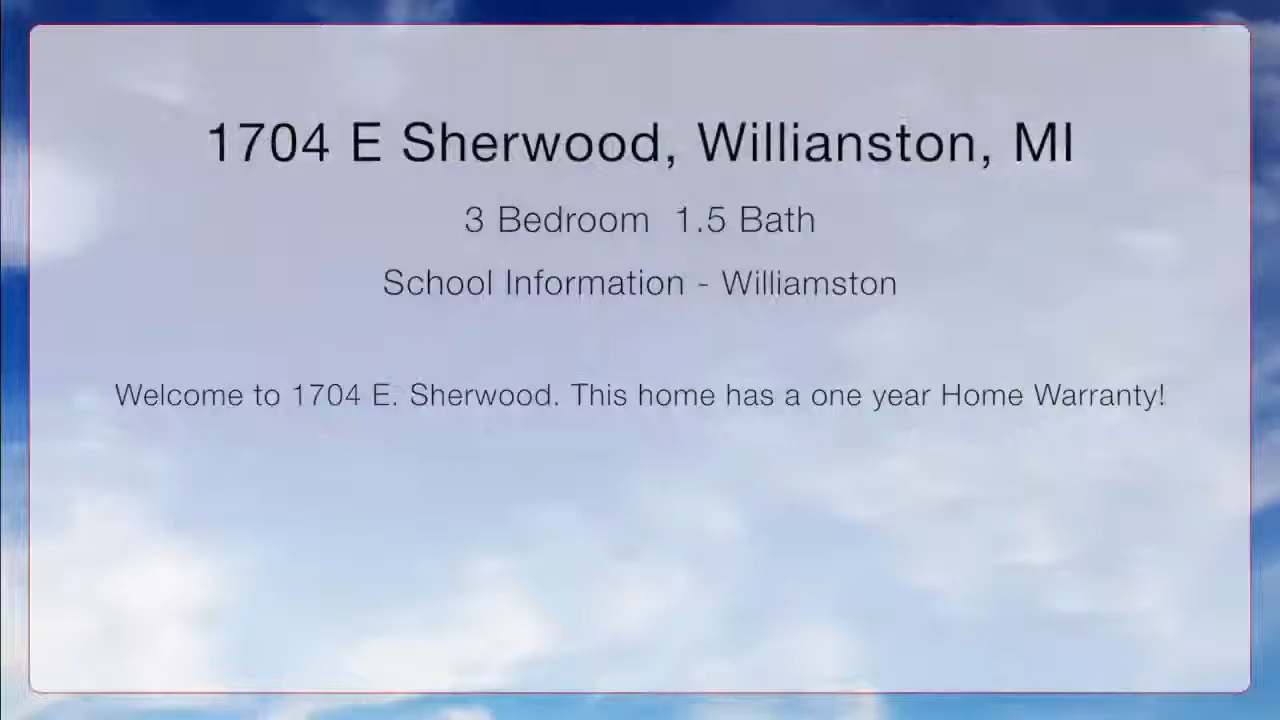 1704 E Sherwood, Willianston, MI
3 Bedroom 1.5 Bath
School Information - Williamston
Welcome to 1704 E. Sherwood. This home has a one year Home Warranty!